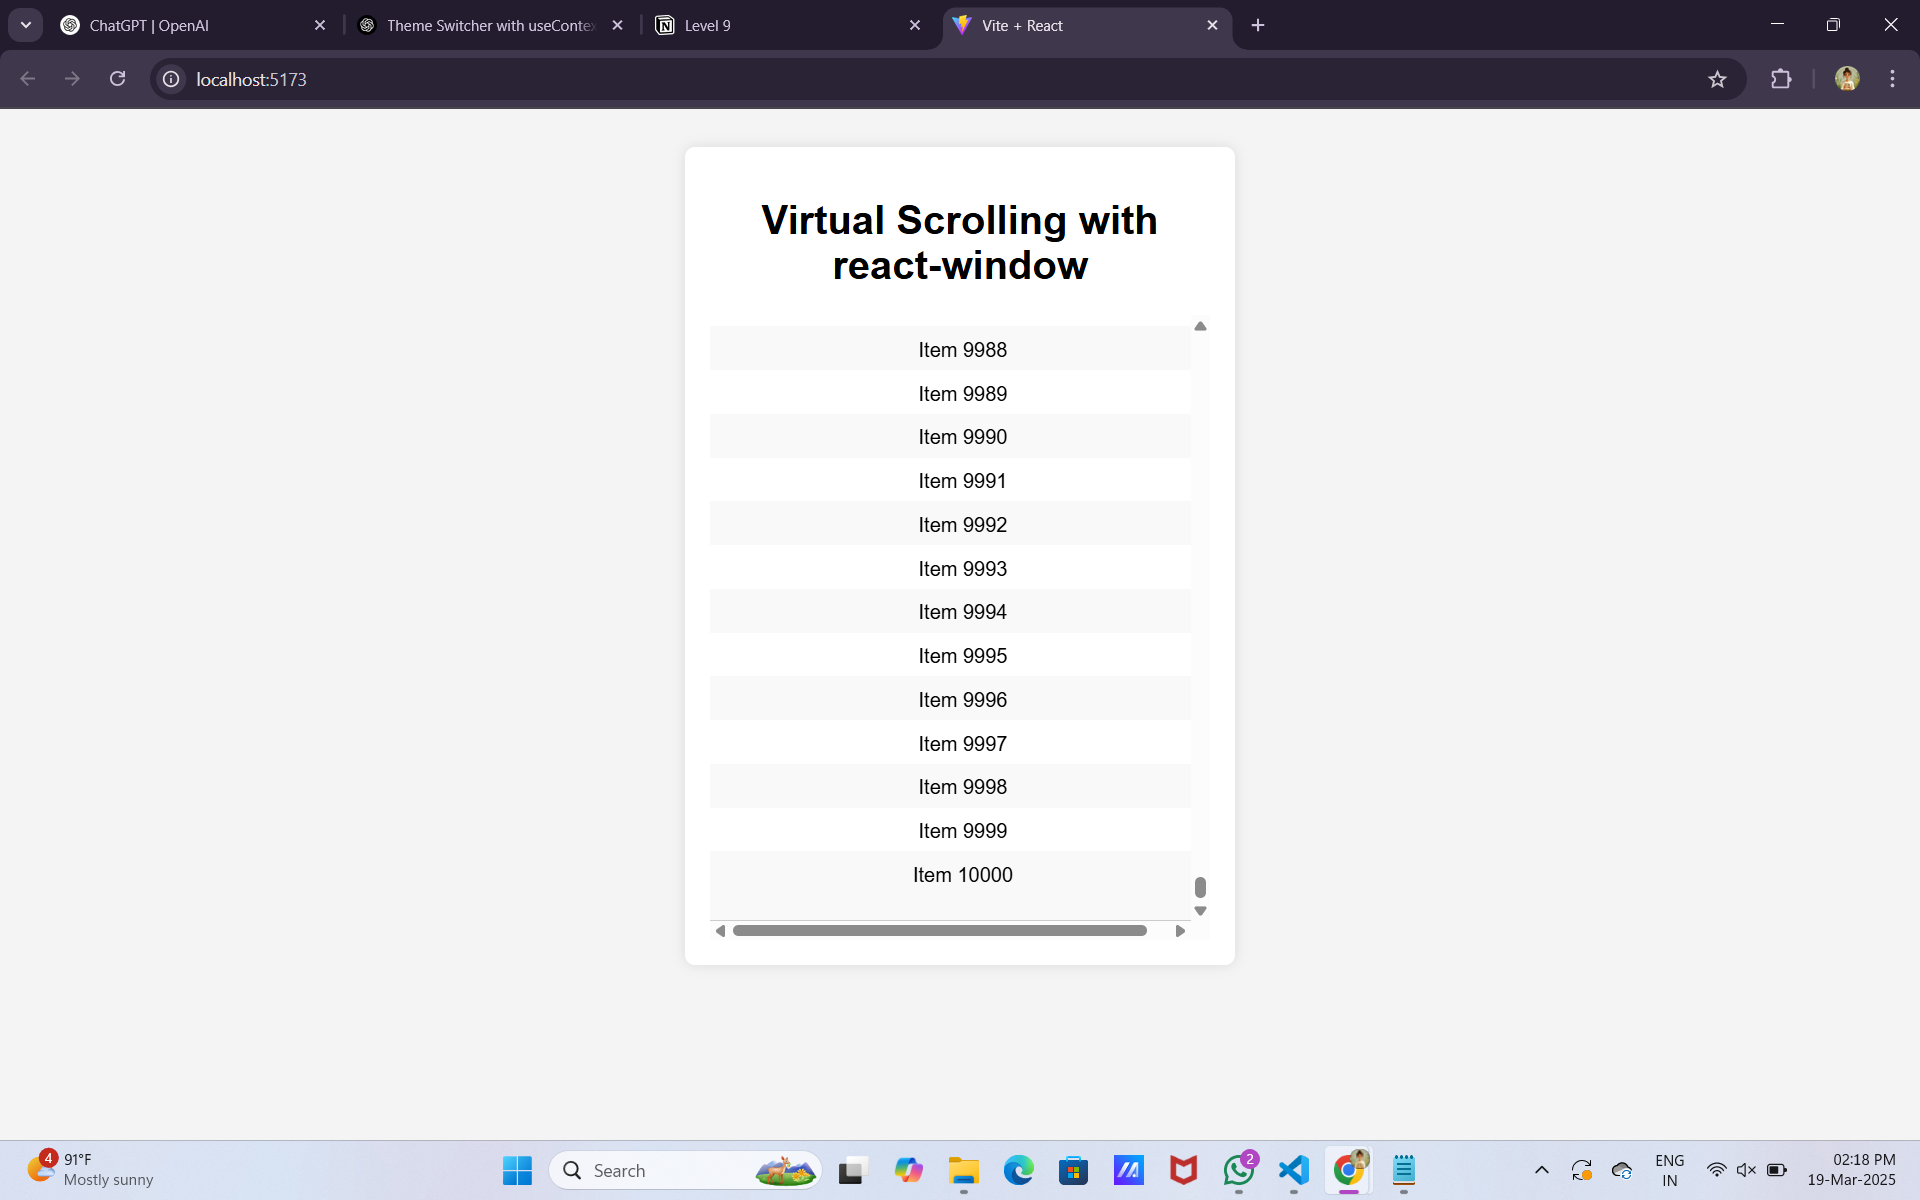 ChatGPT | OpenAI
Theme Switcher with useContex
Level 9
Vite + React
localhost:5173
Virtual Scrolling with
react-window
Item 9988
Item 9989
Item 9990
Item 9991
Item 9992
Item 9993
Item 9994
Item 9995
Item 9996
Item 9997
Item 9998
Item 9999
Item 10000
4
91°F
Mostly sunny
Search
2
ENG
IN
02:18 PM
19-Mar-2025